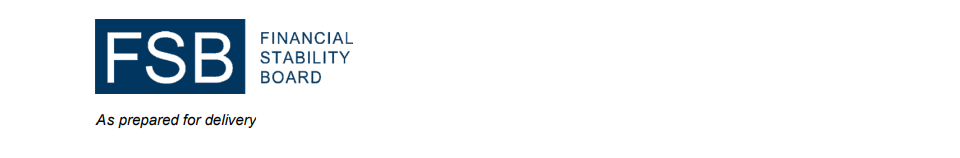 FSB
FINANCIAL
STABILITY
BOARD
As prepared for delivery